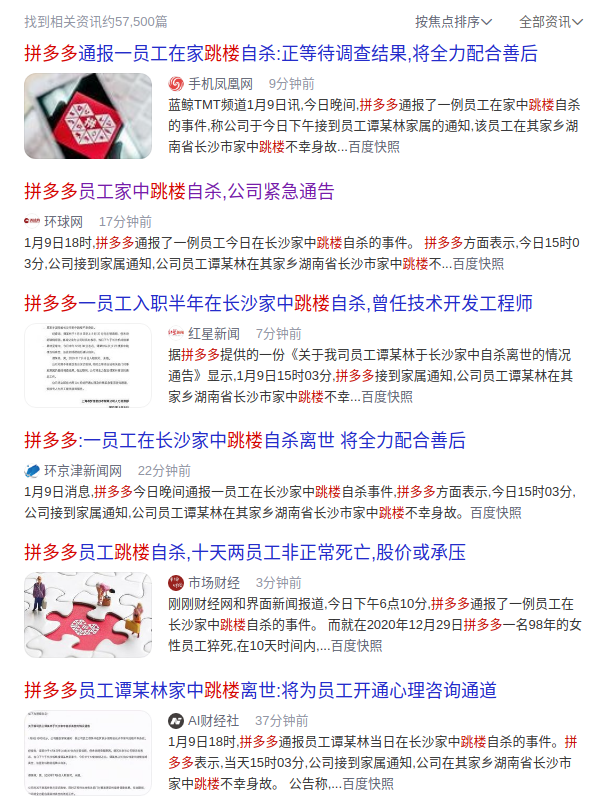 找到相关资讯约57,500篇
按焦点排序
全部资讯
拼多多通报一员工在家跳楼自杀:正等待调查结果,将全力配合善后
手机凤凰网 9分钟前
蓝鲸TMT频道1月9日讯,今日晚间,拼多多通报了一例员工在家中跳楼自杀
的事件,称公司于今日下午接到员工谭某林家属的通知,该员工在其家乡湖
南省长沙市家中跳楼不幸身故...百度快照
拼多多员工家中跳楼自杀,公司紧急通告
环球网 17分钟前
1月9日18时,拼多多通报了一例员工今日在长沙家中跳楼自杀的事件。 拼多多方面表示,今日15时0
3分,公司接到家属通知,公司员工谭某林在其家乡湖南省长沙市家中跳楼不...百度快照
拼多多一员工入职半年在长沙家中跳楼自杀,曾任技术开发工程师
红星新闻 7分钟前
据拼多多提供的一份《关于我司员工谭某林于长沙家中自杀离世的情况
通告》显示,1月9日15时03分,拼多多接到家属通知,公司员工谭某林在其
家乡湖南省长沙市家中跳楼不幸...百度快照
拼多多:一员工在长沙家中跳楼自杀离世 将全力配合善后
环京津新闻网 22分钟前
1月9日消息,拼多多今日晚间通报一员工在长沙家中跳楼自杀事件,拼多多方面表示,今日15时03分,
公司接到家属通知,公司员工谭某林在其家乡湖南省长沙市家中跳楼不幸身故。百度快照
拼多多员工跳楼自杀,十天两员工非正常死亡,股价或承压
市场财经 3分钟前
刚刚财经网和界面新闻报道,今日下午6点10分,拼多多通报了一例员工在
长沙家中跳楼自杀的事件。 而就在2020年12月29日拼多多一名98年的女
性员工猝死,在10天时间内,...百度快照
拼多多员工谭某林家中跳楼离世:将为员工开通心理咨询通道
AI财经社 37分钟前
1月9日18时,拼多多通报员工谭某林当日在长沙家中跳楼自杀的事件。拼
多多表示,当天15时03分,公司接到家属通知,公司在其家乡湖南省长沙市
家中跳楼不幸身故。 公告称,...百度快照